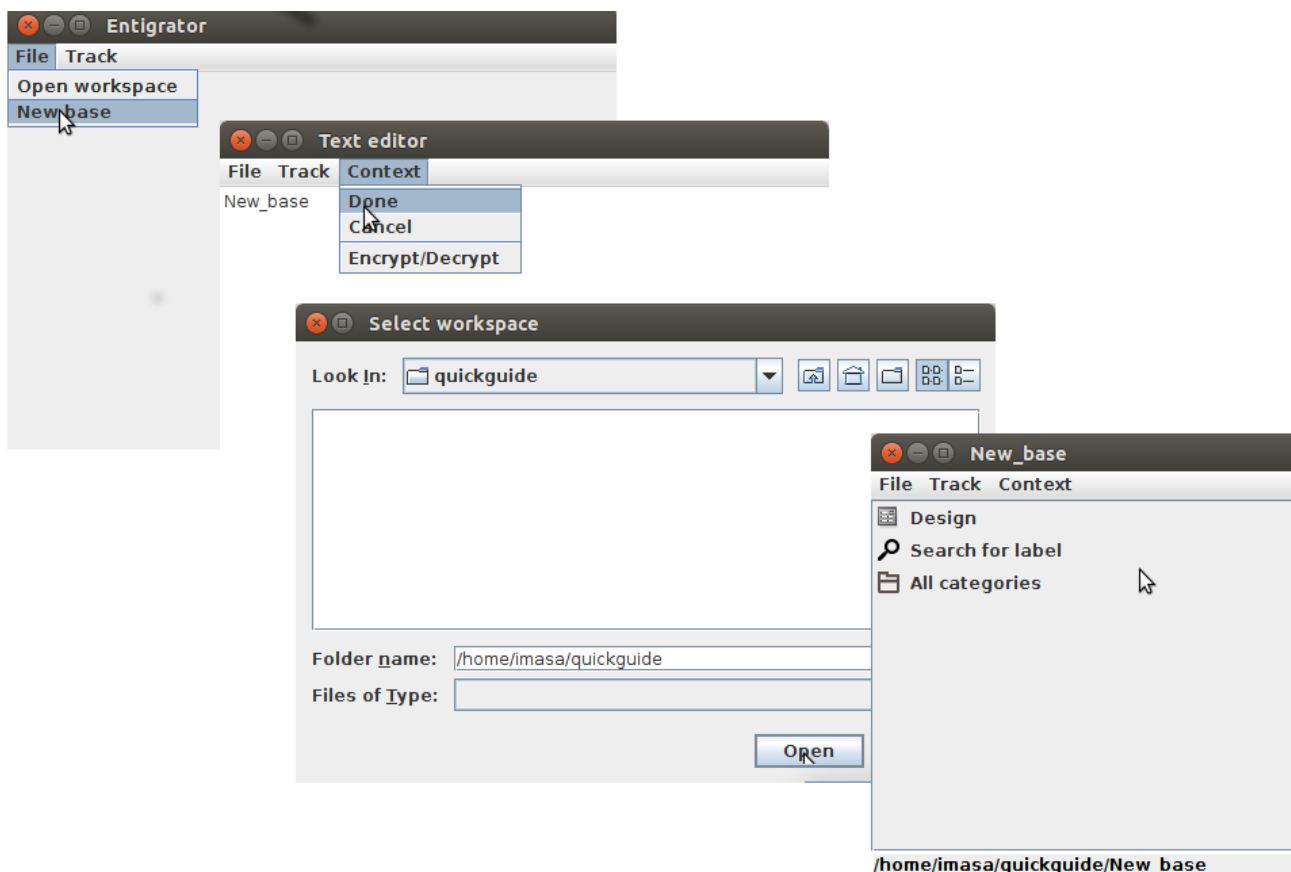 Entigrator
File Track
Open workspace
New base
Text editor
File Track Context
New_base Done
Cancel
Encrypt/Decrypt
Select workspace
Look In: quickguide
Folder name: /home/imasa/quickguide
Files of Type:
Open
New_base
File Track Context
Design
Search for label
All categories
/home/imasa/quickguide/New_base